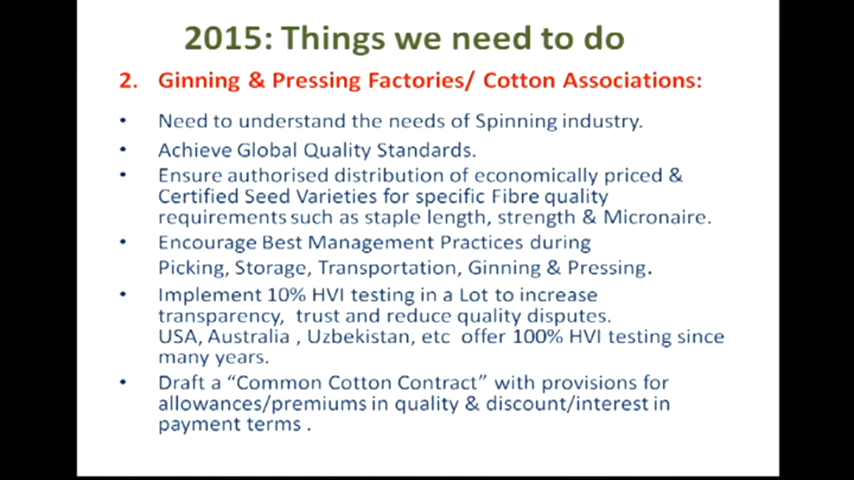 2015: Things we need to do
2. Ginning & Pressing Factories/ Cotton Associations:
• Need to understand the needs of Spinning industry.
• Achieve Global Quality Standards.
• Ensure authorised distribution of economically priced &
Certified Seed Varieties for specific Fibre quality
requirements such as staple length, strength & Micronaire.
• Encourage Best Management Practices during
Picking, Storage, Transportation, Ginning & Pressing.
• Implement 10% HVI testing in a Lot to increase
transparency, trust and reduce quality disputes.
USA, Australia , Uzbekistan, etc offer 100% HVI testing since
many years.
• Draft a “Common Cotton Contract” with provisions for
allowances/premiums in quality & discount/interest in
payment terms .